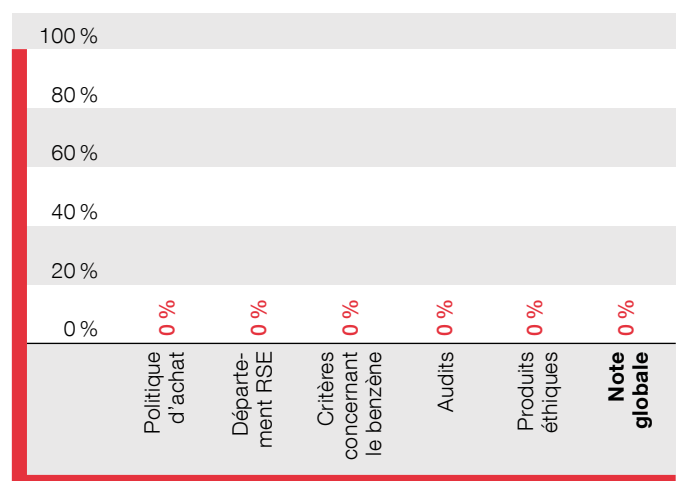 100 %
80 %
60 %
40 %
20 %
0 %
0 %
0 %
0 %
0 %
0 %
0 %
Politique
d’achat
Départe-
ment RSE
Critères
concernant
le benzène
Audits
Produits
éthiques
Note
globale